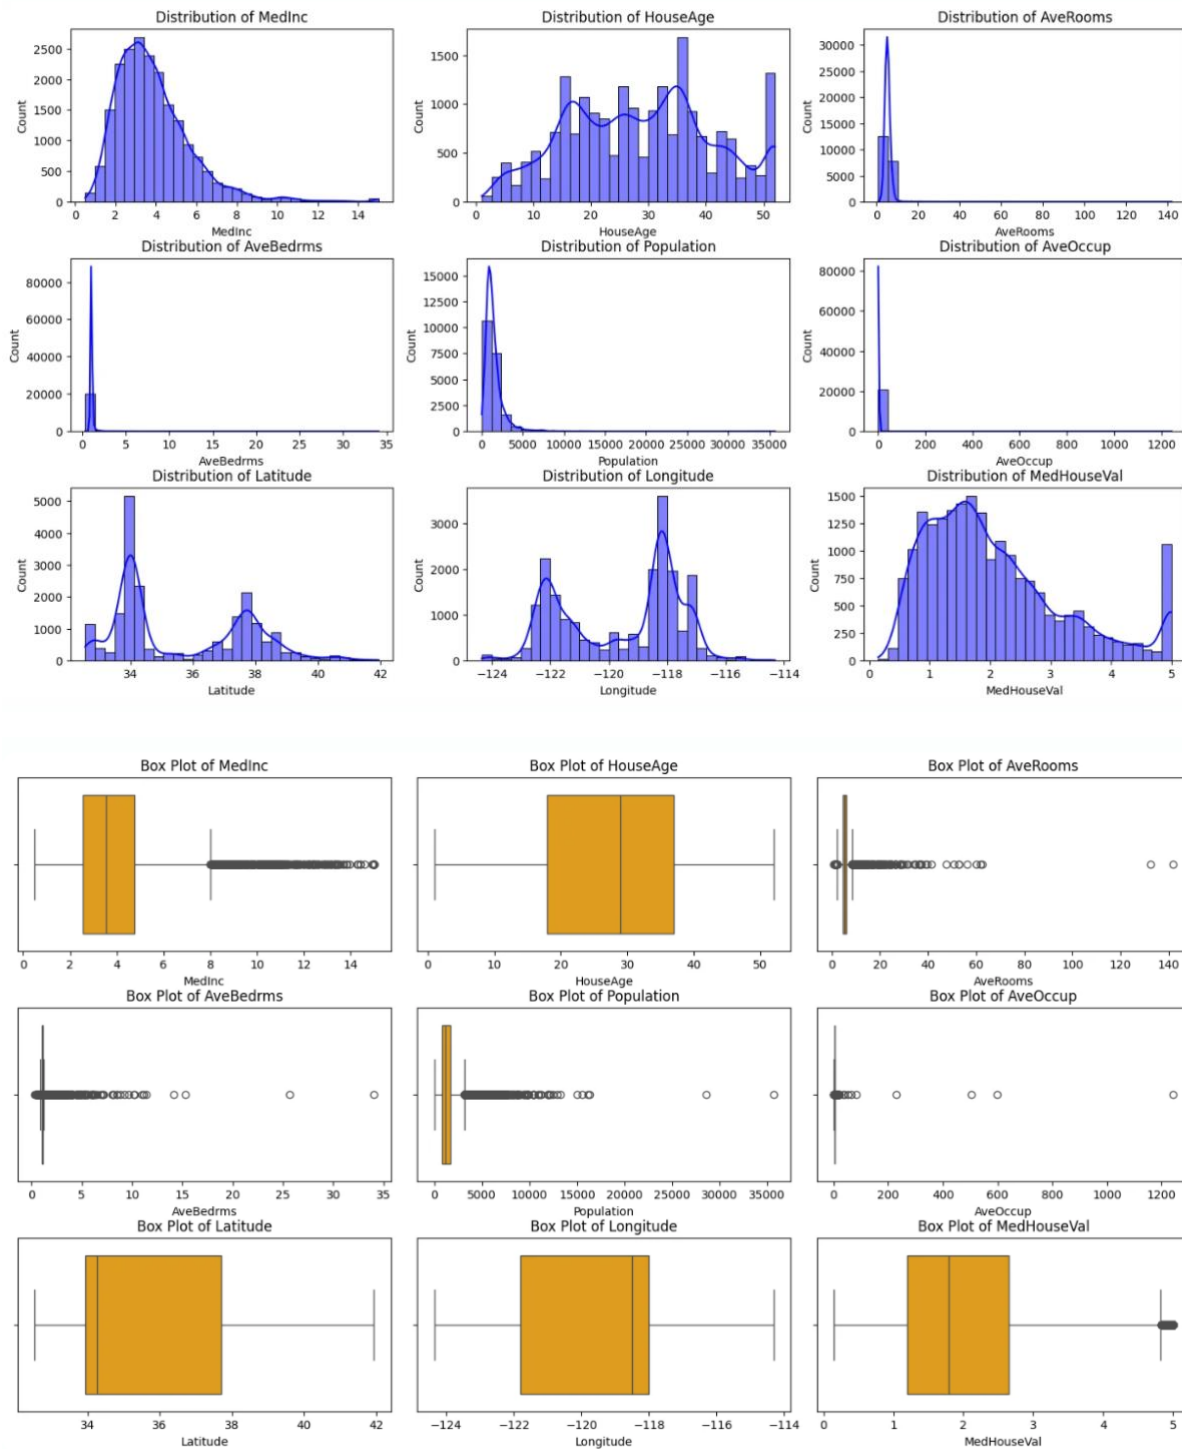 Distribution of MedInc
Count
2500
2000
1500
1000
500
0
0 2 4 6 8 10 12 14
MedInc
Distribution of HouseAge
Count
1500
1000
500
0
0 10 20 30 40 50
HouseAge
Distribution of AveRooms
Count
30000
25000
20000
15000
10000
5000
0
0 20 40 60 80 100 120 140
AveRooms
Distribution of AveBedrms
Count
80000
60000
40000
20000
0
0 5 10 15 20 25 30 35
AveBedrms
Distribution of Population
Count
15000
12500
10000
7500
5000
2500
0
0 5000 10000 15000 20000 25000 30000 35000
Population
Distribution of AveOccup
Count
80000
60000
40000
20000
0
0 200 400 600 800 1000 1200
AveOccup
Distribution of Latitude
Count
5000
4000
3000
2000
1000
0
34 36 38 40 42
Latitude
Distribution of Longitude
Count
3000
2000
1000
0
−124 −122 −120 −118 −116 −114
Longitude
Distribution of MedHouseVal
Count
1500
1250
1000
750
500
250
0
0 1 2 3 4 5
MedHouseVal
Box Plot of MedInc
0 2 4 6 8 10 12 14
MedInc
Box Plot of HouseAge
0 10 20 30 40 50
HouseAge
Box Plot of AveRooms
0 20 40 60 80 100 120 140
AveRooms
Box Plot of AveBedrms
0 5 10 15 20 25 30 35
AveBedrms
Box Plot of Population
0 5000 10000 15000 20000 25000 30000 35000
Population
Box Plot of AveOccup
0 200 400 600 800 1000 1200
AveOccup
Box Plot of Latitude
34 36 38 40 42
Latitude
Box Plot of Longitude
−124 −122 −120 −118 −116 −114
Longitude
Box Plot of MedHouseVal
0 1 2 3 4 5
MedHouseVal